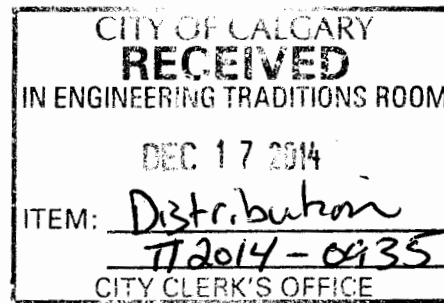 CITY OF CALGARY
RECEIVED
IN ENGINEERING TRADITIONS ROOM
DEC 17 2014
ITEM: Distribution
TT2014-0935
CITY CLERK'S OFFICE